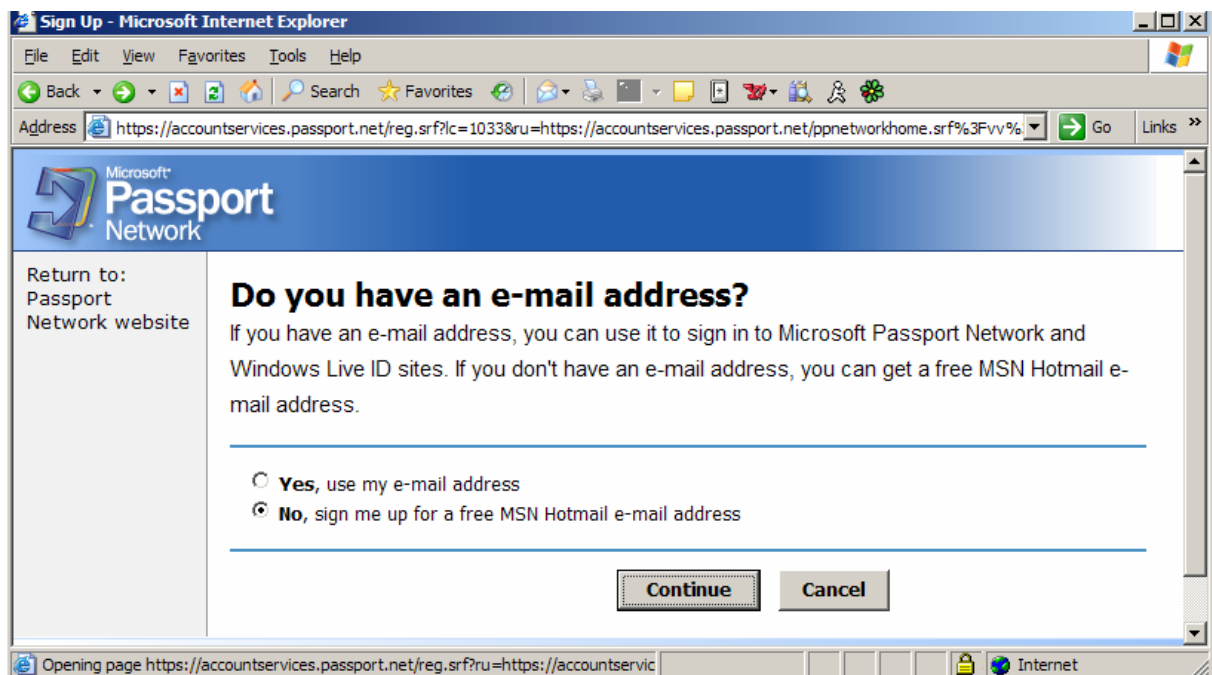 Sign Up - Microsoft Internet Explorer
File Edit View Favorites Tools Help
Back Search Favorites
Address https://accountservices.passport.net/reg.srf?lc=1033&ru=https://accountservices.passport.net/ppnetworkhome.srf%3Fvv% Go Links »
Microsoft
Passport
Network
Return to:
Passport
Network website
Do you have an e-mail address?
If you have an e-mail address, you can use it to sign in to Microsoft Passport Network and
Windows Live ID sites. If you don't have an e-mail address, you can get a free MSN Hotmail e-
mail address.
Yes, use my e-mail address
No, sign me up for a free MSN Hotmail e-mail address
Continue Cancel
Opening page https://accountservices.passport.net/reg.srf?ru=https://accountservic Internet